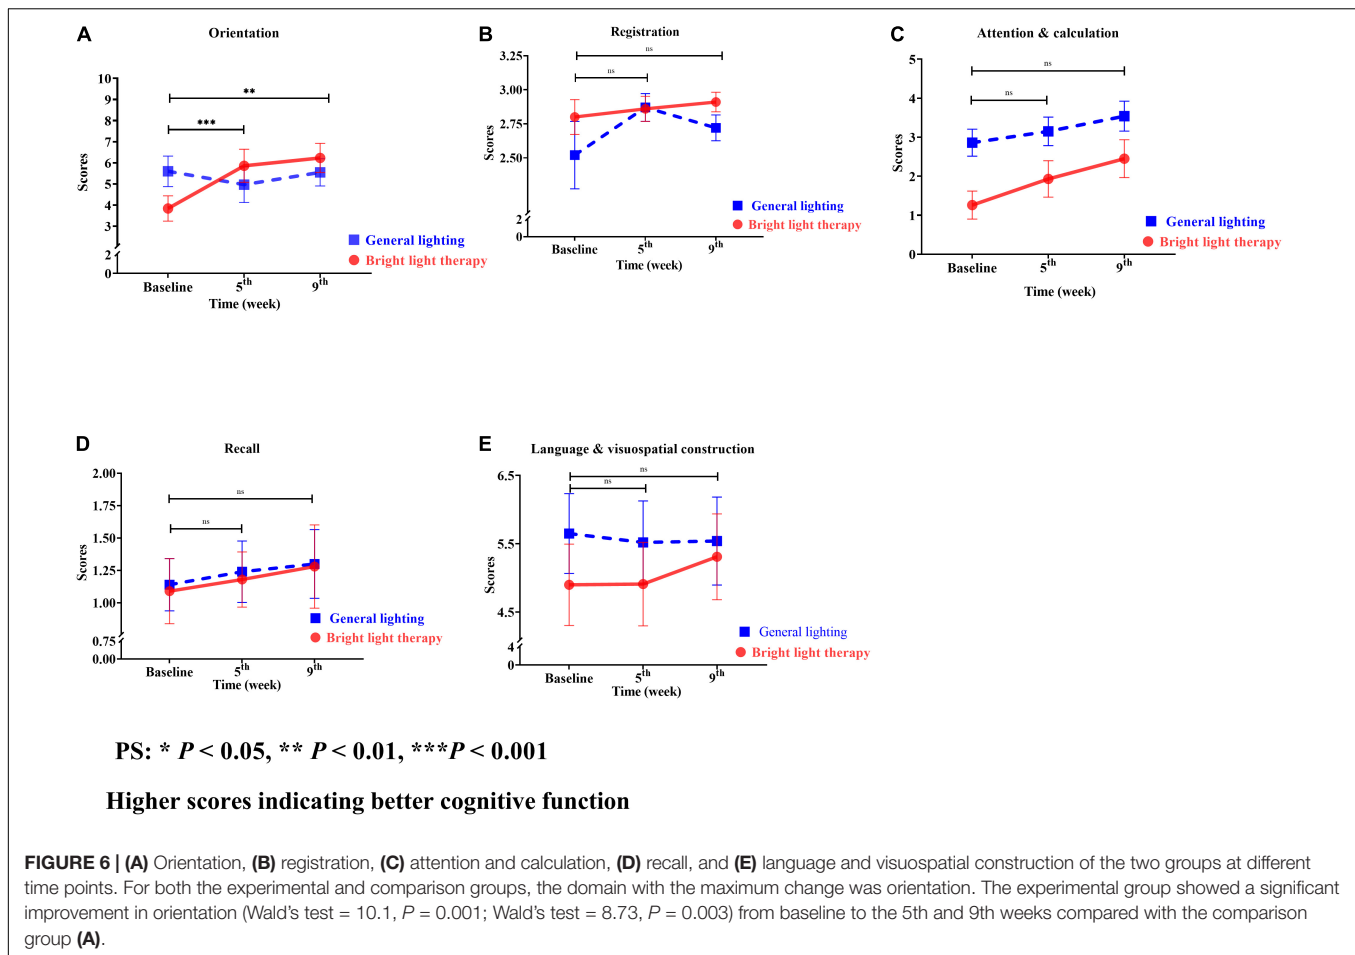 A
Orientation
10
9
8
7
6
5
4
3
2
0
Scores
**
***
General lighting
Bright light therapy
Baseline
5th
9th
Time (week)
B
Registration
3.25
3.00
2.75
2.50
2
0
Scores
ns
ns
General lighting
Bright light therapy
Baseline
5th
9th
Time (week)
C
Attention & calculation
5
4
3
2
1
0
Scores
ns
ns
General lighting
Bright light therapy
Baseline
5th
9th
Time (week)
D
Recall
2.00
1.75
1.50
1.25
1.00
0.75
0.00
Scores
ns
ns
General lighting
Bright light therapy
Baseline
5th
9th
Time (week)
E
Language & visuospatial construction
6.5
5.5
4.5
4
0
Scores
ns
ns
General lighting
Bright light therapy
Baseline
5th
9th
Time (week)
PS: * P < 0.05, ** P < 0.01, ***P < 0.001
Higher scores indicating better cognitive function
FIGURE 6 | (A) Orientation, (B) registration, (C) attention and calculation, (D) recall, and (E) language and visuospatial construction of the two groups at different
time points. For both the experimental and comparison groups, the domain with the maximum change was orientation. The experimental group showed a significant
improvement in orientation (Wald's test = 10.1, P = 0.001; Wald's test = 8.73, P = 0.003) from baseline to the 5th and 9th weeks compared with the comparison
group (A).